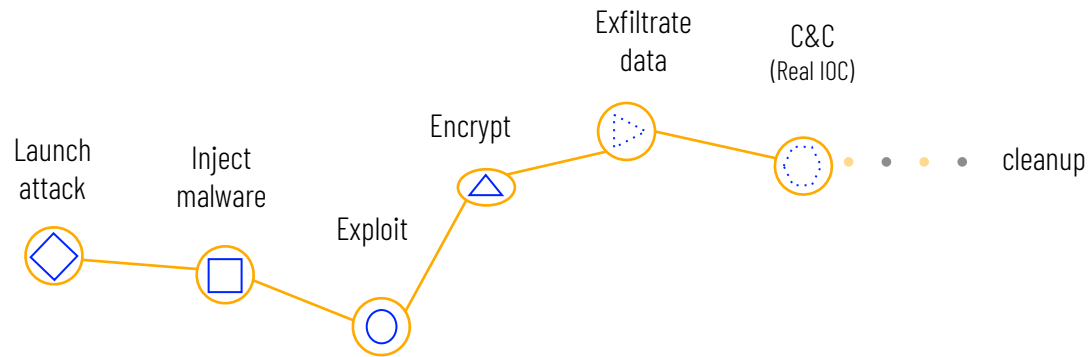 Launch
attack
Inject
malware
Exploit
Encrypt
Exfiltrate
data
C&C
(Real IOC)
cleanup